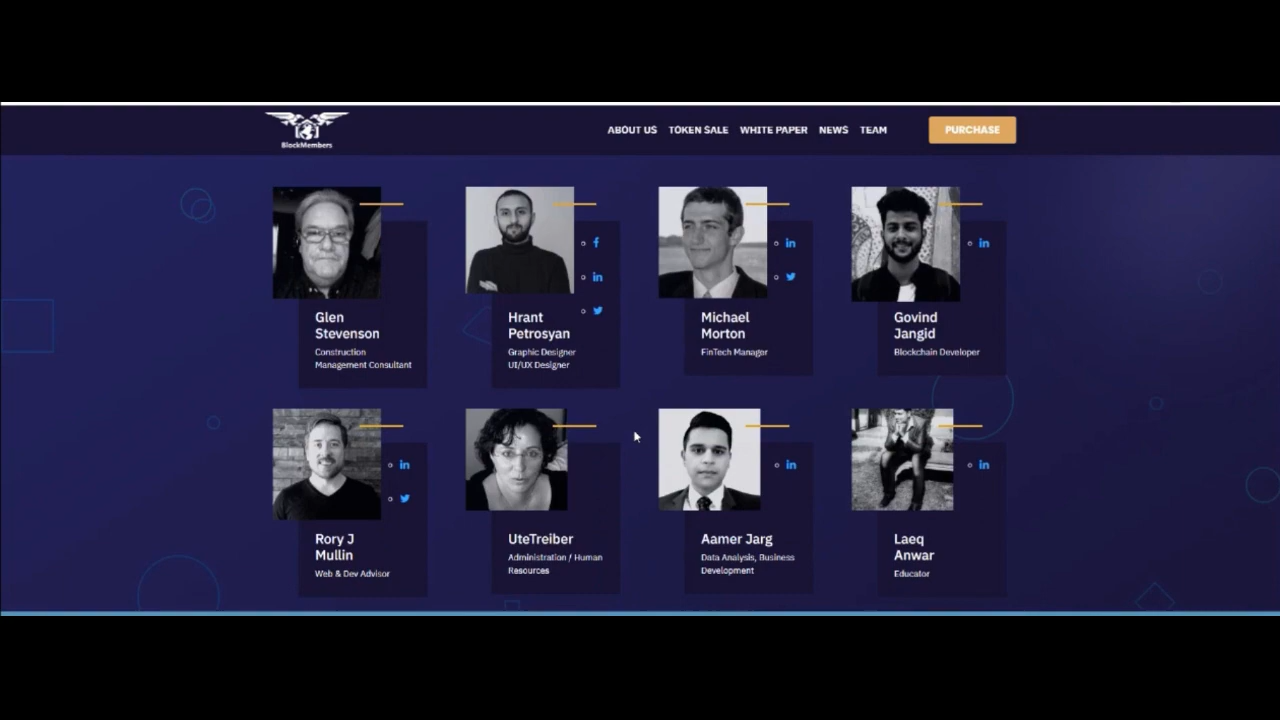 BlockMembers
ABOUT US TOKEN SALE WHITE PAPER NEWS TEAM PURCHASE
Glen
Stevenson
Construction
Management Consultant
Hrant
Petrosyan
Graphic Designer
UI/UX Designer
Michael
Morton
FinTech Manager
Govind
Jangid
Blockchain Developer
Rory J
Mullin
Web & Dev Advisor
UteTreiber
Administration / Human
Resources
Aamer Jarg
Data Analysis, Business
Development
Laeq
Anwar
Educator